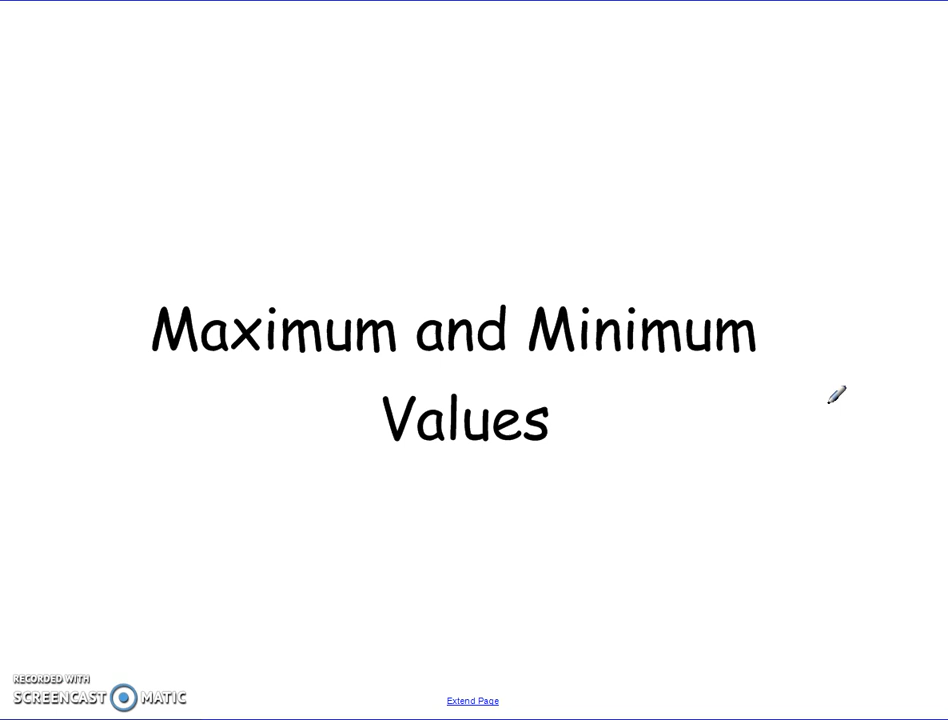 Maximum and Minimum
Values
RECORDED WITH
SCREENCAST MATIC
Extend Page